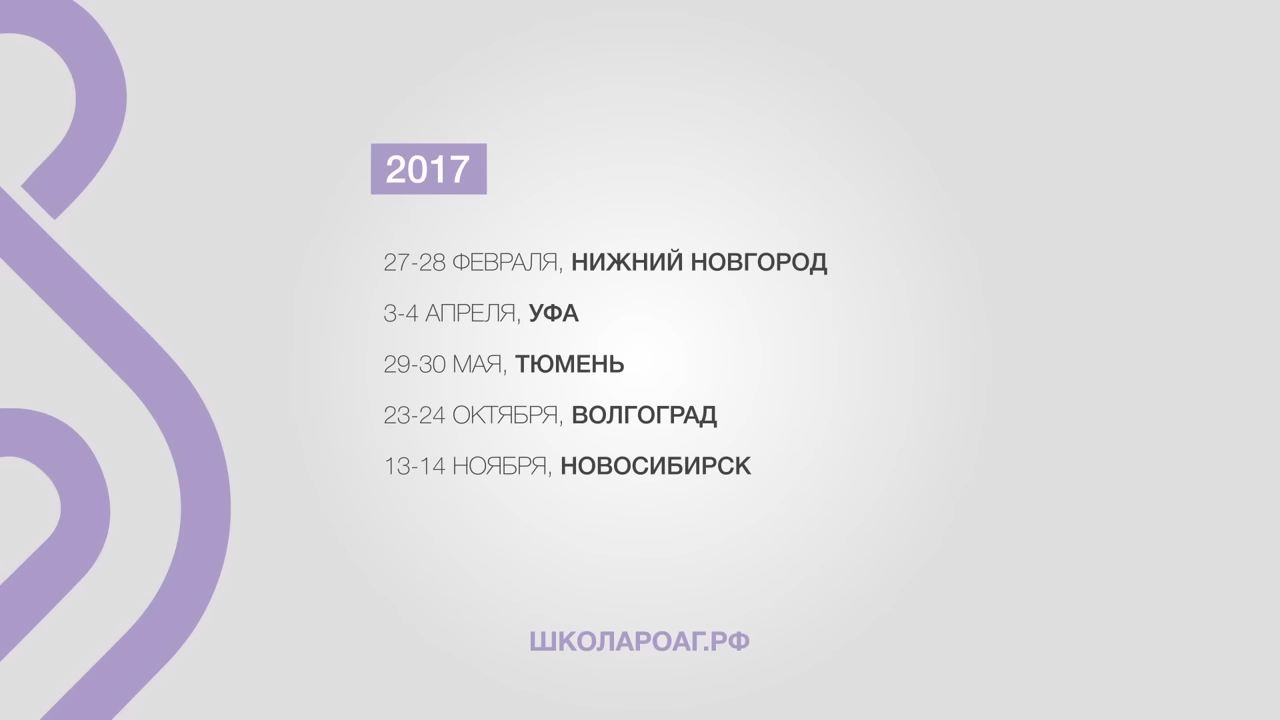 2017
27-28 ФЕВРАЛЯ, НИЖНИЙ НОВГОРОД
3-4 АПРЕЛЯ, УФА
29-30 МАЯ, ТЮМЕНЬ
23-24 ОКТЯБРЯ, ВОЛГОГРАД
13-14 НОЯБРЯ, НОВОСИБИРСК
ШКОЛАРОАГ.РФ